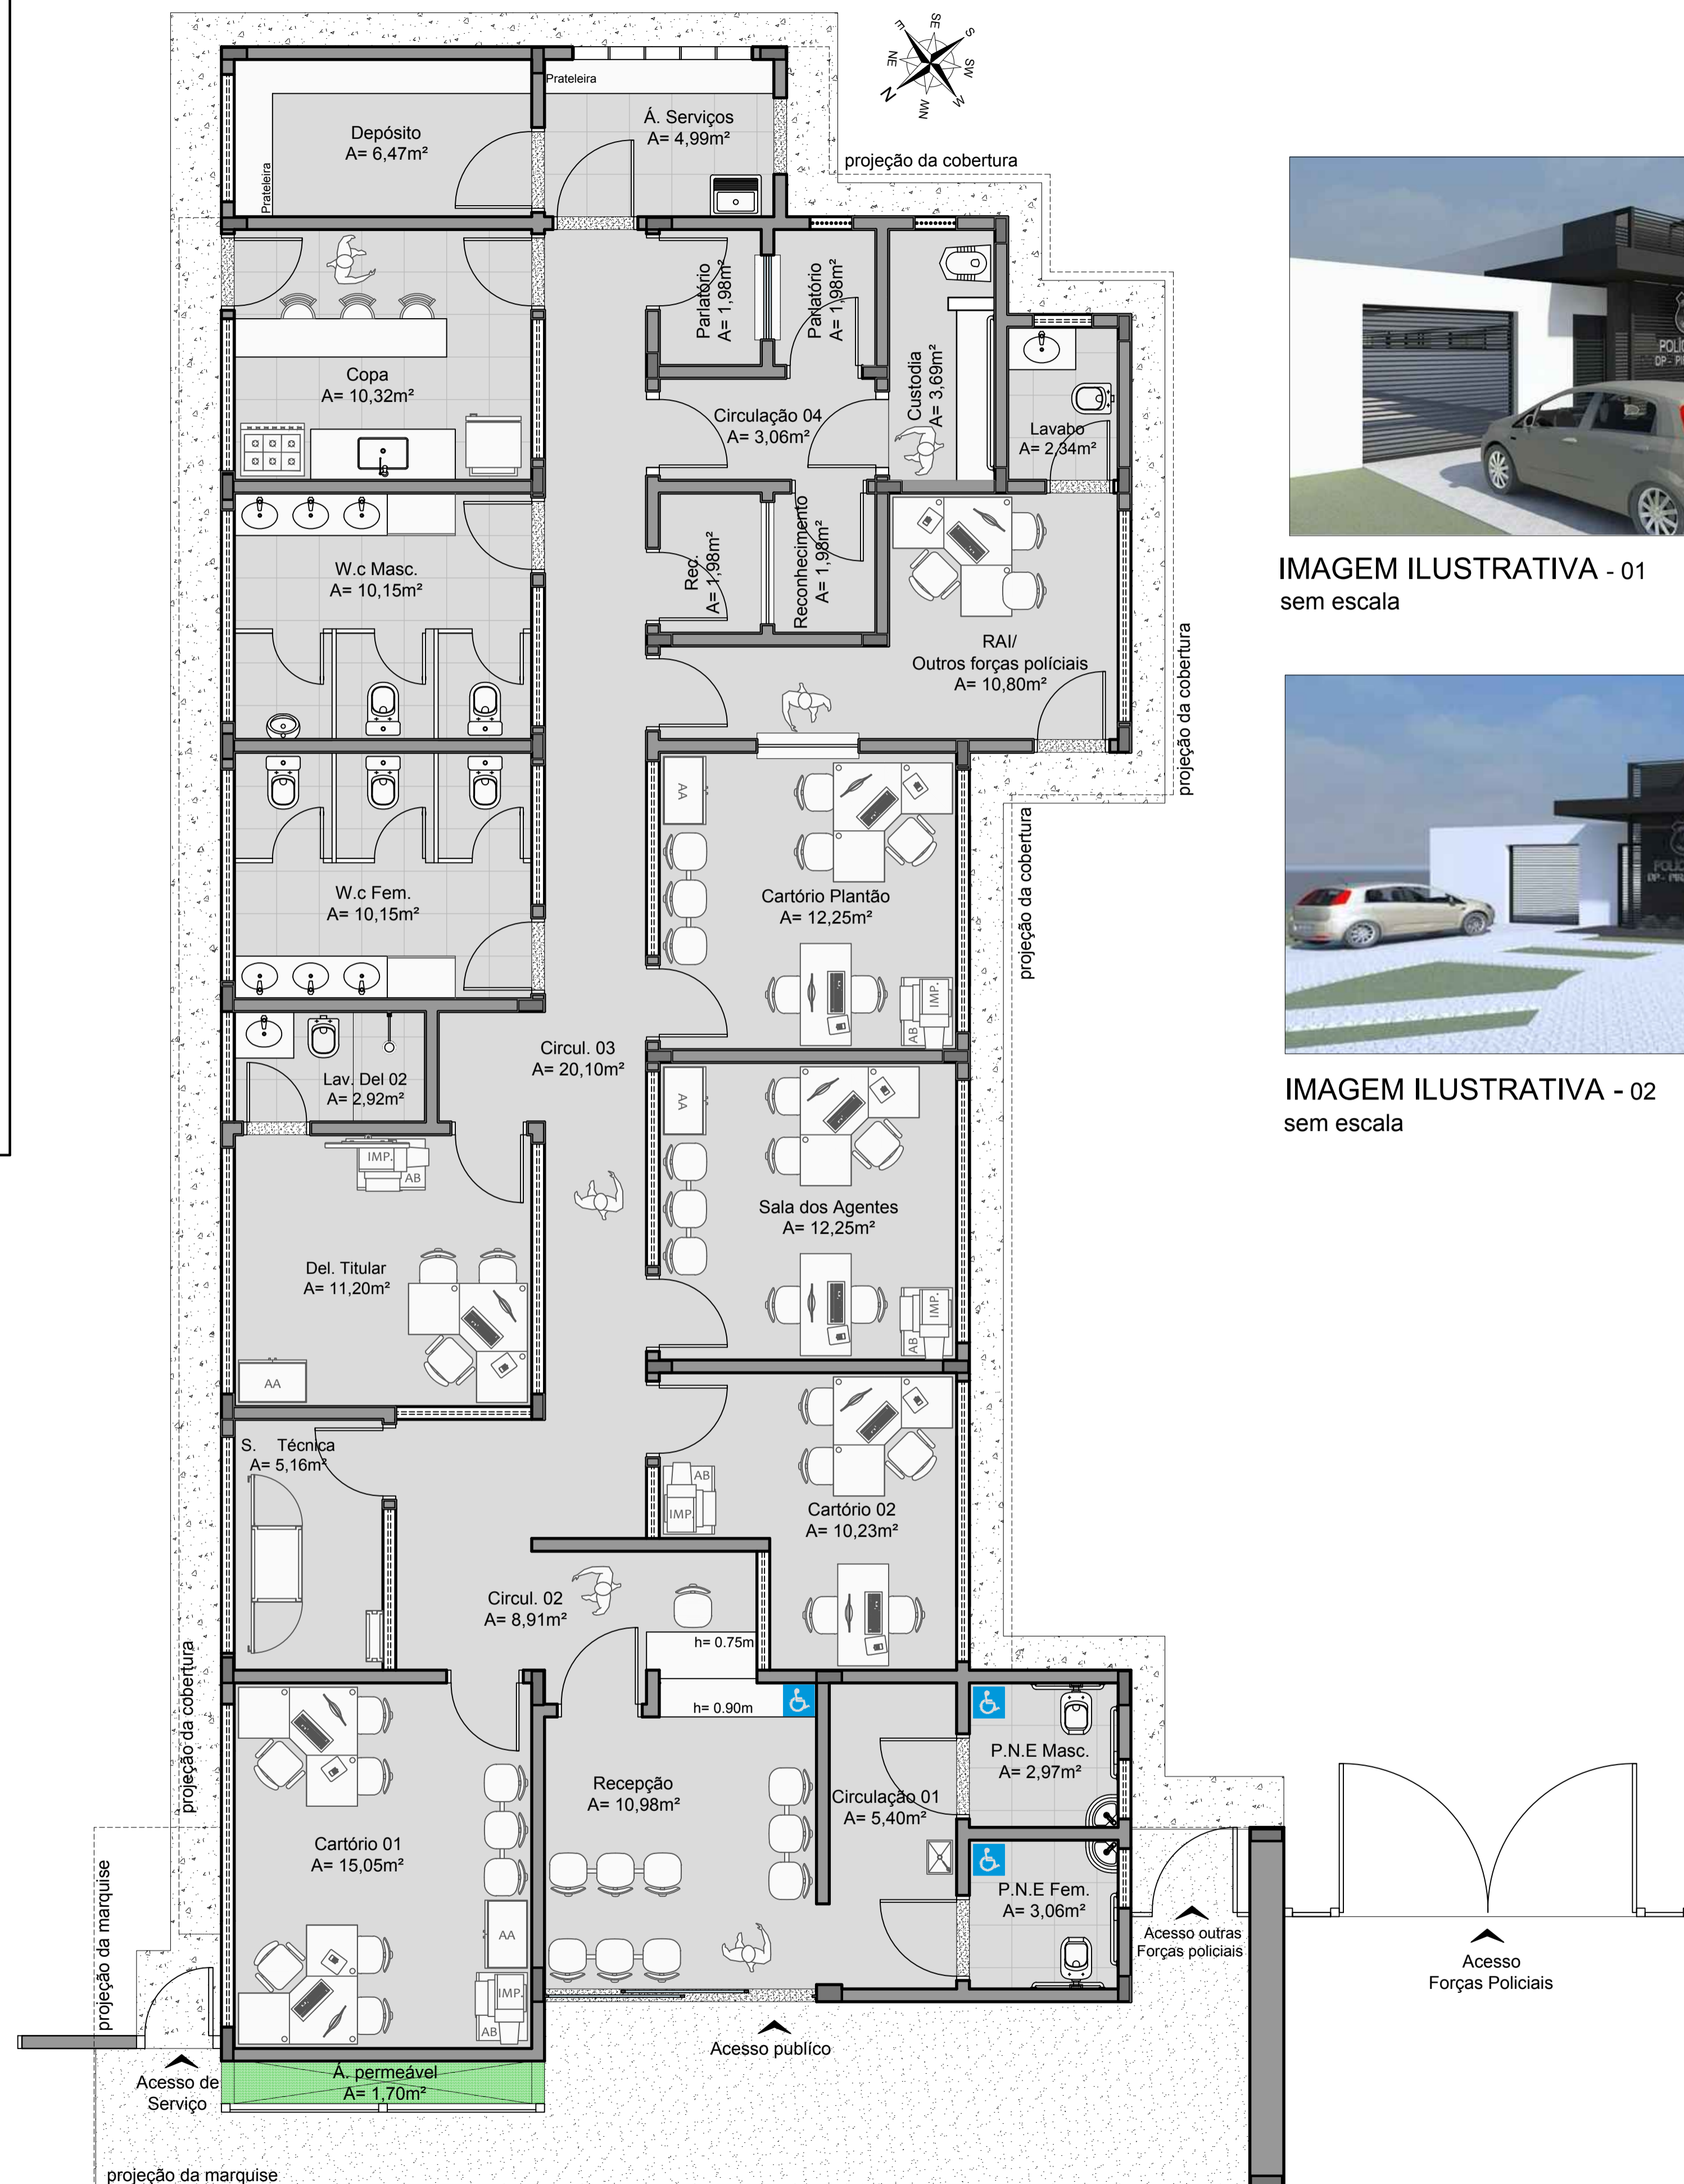 SE
S
SW
W
NW
N
NE
E
Prateleira
Depósito
A= 6,47m²
Prateleira
Á. Serviços
A= 4,99m²
projeção da cobertura
Parlatório
A= 1,98m²
Parlatório
A= 1,98m²
Custodia
A= 3,69m²
Copa
A= 10,32m²
Circulação 04
A= 3,06m²
Lavabo
A= 2,34m²
IMAGEM ILUSTRATIVA - 01
sem escala
W.c Masc.
A= 10,15m²
Rec.
A= 1,98m²
Reconhecimento
A= 1,98m²
RAI/
Outros forças políciais
A= 10,80m²
projeção da cobertura
projeção da cobertura
AA
W.c Fem.
A= 10,15m²
Cartório Plantão
A= 12,25m²
IMP.
AB
Circul. 03
A= 20,10m²
Lav. Del 02
A= 2,92m²
AA
IMAGEM ILUSTRATIVA - 02
sem escala
IMP.
AB
Sala dos Agentes
A= 12,25m²
Del. Titular
A= 11,20m²
IMP.
AB
AA
S. Técnica
A= 5,16m²
AB
IMP.
Cartório 02
A= 10,23m²
Circul. 02
A= 8,91m²
h= 0.75m
h= 0.90m
projeção da cobertura
P.N.E Masc.
A= 2,97m²
Recepção
A= 10,98m²
Circulação 01
A= 5,40m²
Cartório 01
A= 15,05m²
P.N.E Fem.
A= 3,06m²
AA
IMP.
AB
projeção da marquise
Acesso outras
Forças policiais
Acesso
Forças Policiais
Acesso publíco
Acesso de
Serviço
Á. permeável
A= 1,70m²
projeção da marquise